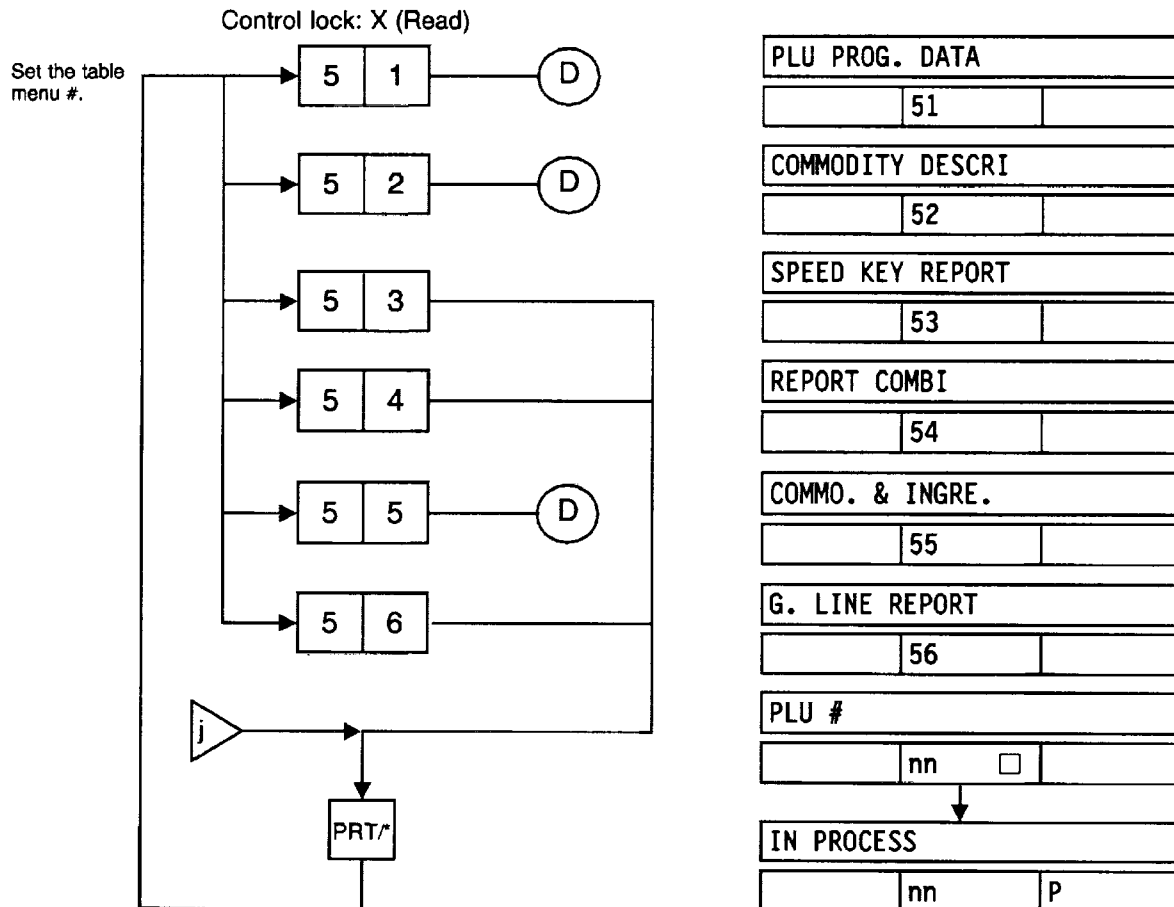 Control lock: X (Read)
Set the table
menu #.
5 1
D
5 2
D
5 3
5 4
5 5
D
5 6
j
PRT/*
PLU PROG. DATA
51
COMMODITY DESCRI
52
SPEED KEY REPORT
53
REPORT COMBI
54
COMMO. & INGRE.
55
G. LINE REPORT
56
PLU #
nn □
IN PROCESS
nn P